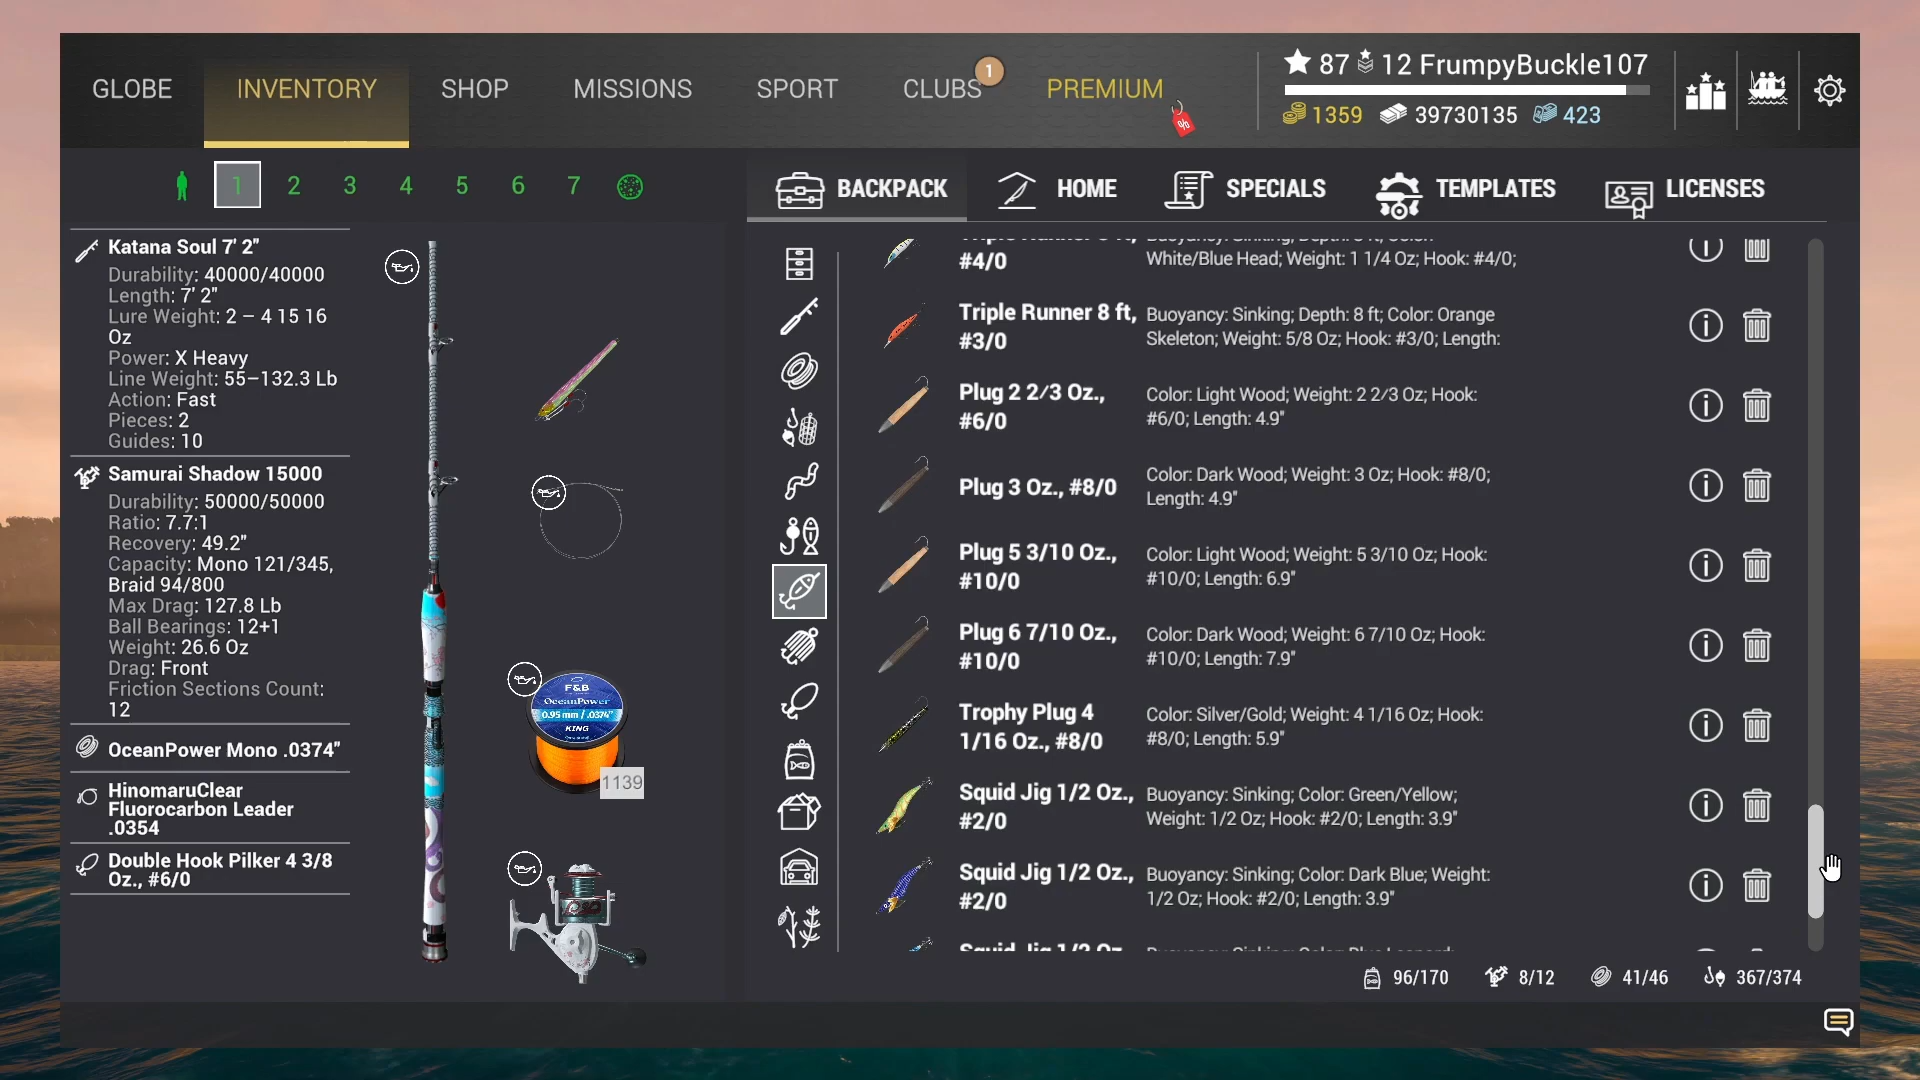 GLOBE
INVENTORY
SHOP
MISSIONS
SPORT
CLUBS
1
PREMIUM
%
87 12 FrumpyBuckle107
1359 39730135 423
1 2 3 4 5 6 7
BACKPACK
HOME
SPECIALS
TEMPLATES
LICENSES
Katana Soul 7' 2"
Durability: 40000/40000
Length: 7' 2"
Lure Weight: 2 – 4 15 16
Oz
Power: X Heavy
Line Weight: 55–132.3 Lb
Action: Fast
Pieces: 2
Guides: 10
Samurai Shadow 15000
Durability: 50000/50000
Ratio: 7.7:1
Recovery: 49.2"
Capacity: Mono 121/345,
Braid 94/800
Max Drag: 127.8 Lb
Ball Bearings: 12+1
Weight: 26.6 Oz
Drag: Front
Friction Sections Count:
12
OceanPower Mono .0374"
HinomaruClear
Fluorocarbon Leader
.0354
Double Hook Pilker 4 3/8
Oz., #6/0
F&B
OceanPower
0.95 mm / .0374"
KING
1139
#4/0
White/Blue Head; Weight: 1 1/4 Oz; Hook: #4/0;
Triple Runner 8 ft,
#3/0
Buoyancy: Sinking; Depth: 8 ft; Color: Orange
Skeleton; Weight: 5/8 Oz; Hook: #3/0; Length:
Plug 2 2/3 Oz.,
#6/0
Color: Light Wood; Weight: 2 2/3 Oz; Hook:
#6/0; Length: 4.9"
Plug 3 Oz., #8/0
Color: Dark Wood; Weight: 3 Oz; Hook: #8/0;
Length: 4.9"
Plug 5 3/10 Oz.,
#10/0
Color: Light Wood; Weight: 5 3/10 Oz; Hook:
#10/0; Length: 6.9"
Plug 6 7/10 Oz.,
#10/0
Color: Dark Wood; Weight: 6 7/10 Oz; Hook:
#10/0; Length: 7.9"
Trophy Plug 4
1/16 Oz., #8/0
Color: Silver/Gold; Weight: 4 1/16 Oz; Hook:
#8/0; Length: 5.9"
Squid Jig 1/2 Oz.,
#2/0
Buoyancy: Sinking; Color: Green/Yellow;
Weight: 1/2 Oz; Hook: #2/0; Length: 3.9"
Squid Jig 1/2 Oz.,
#2/0
Buoyancy: Sinking; Color: Dark Blue; Weight:
1/2 Oz; Hook: #2/0; Length: 3.9"
96/170 8/12 41/46 367/374